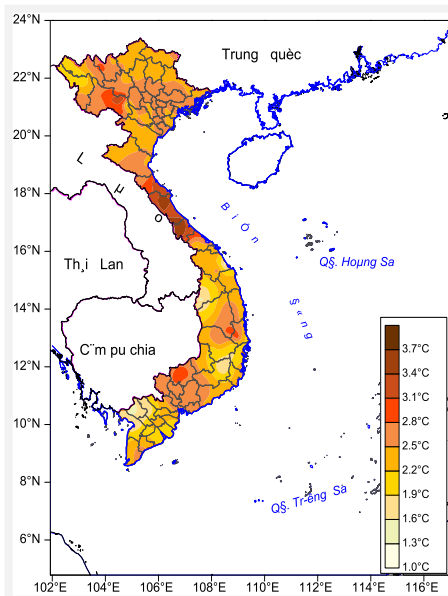 24°N
22°N
20°N
18°N
16°N
14°N
12°N
10°N
8°N
6°N
Trung quèc
L µ o
BiÓn
§«ng
Q§. Hoµng Sa
Th¸i Lan
C¨m pu chia
Q§. Tr-êng Sa
3.7°C
3.4°C
3.1°C
2.8°C
2.5°C
2.2°C
1.9°C
1.6°C
1.3°C
1.0°C
102°E 104°E 106°E 108°E 110°E 112°E 114°E 116°E